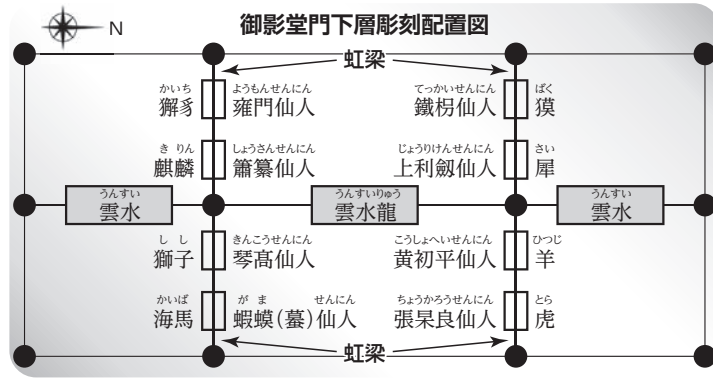 御影堂門下層彫刻配置図
N
虹梁
かいち ようもんせんにん てっかいせんにん ばく
獬豸 雍門仙人 鐵枴仙人 獏
きりん しょうさんせんにん じょうりけんせんにん さい
麒麟 簫纂仙人 上利劔仙人 犀
うんすい うんすいりゅう うんすい
雲水 雲水龍 雲水
しし きんこうせんにん こうしょへいせんにん ひつじ
獅子 琴高仙人 黄初平仙人 羊
かいば がま せんにん ちょうかろうせんにん とら
海馬 蝦蟆(蟇)仙人 張杲良仙人 虎
虹梁